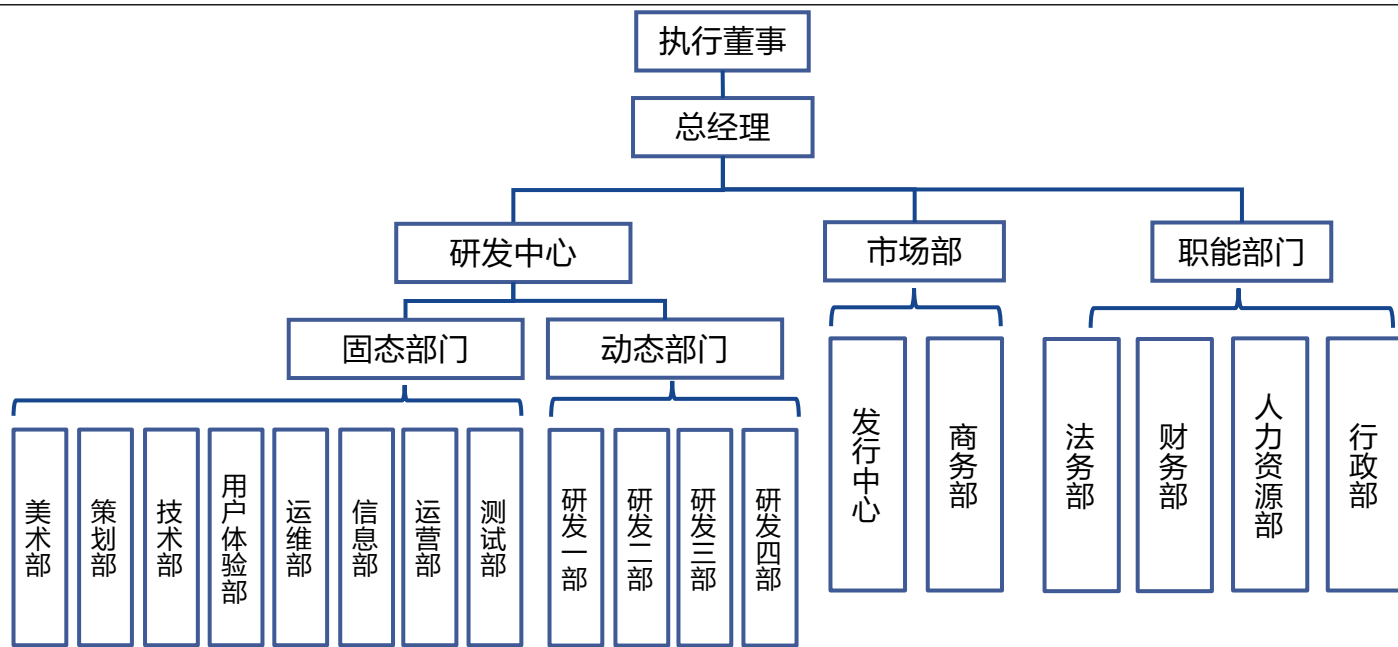 执行董事
总经理
研发中心
市场部
职能部门
固态部门
动态部门
美术部
策划部
技术部
用户体验部
运维部
信息部
运营部
测试部
研发一部
研发二部
研发三部
研发四部
发行中心
商务部
法务部
财务部
人力资源部
行政部